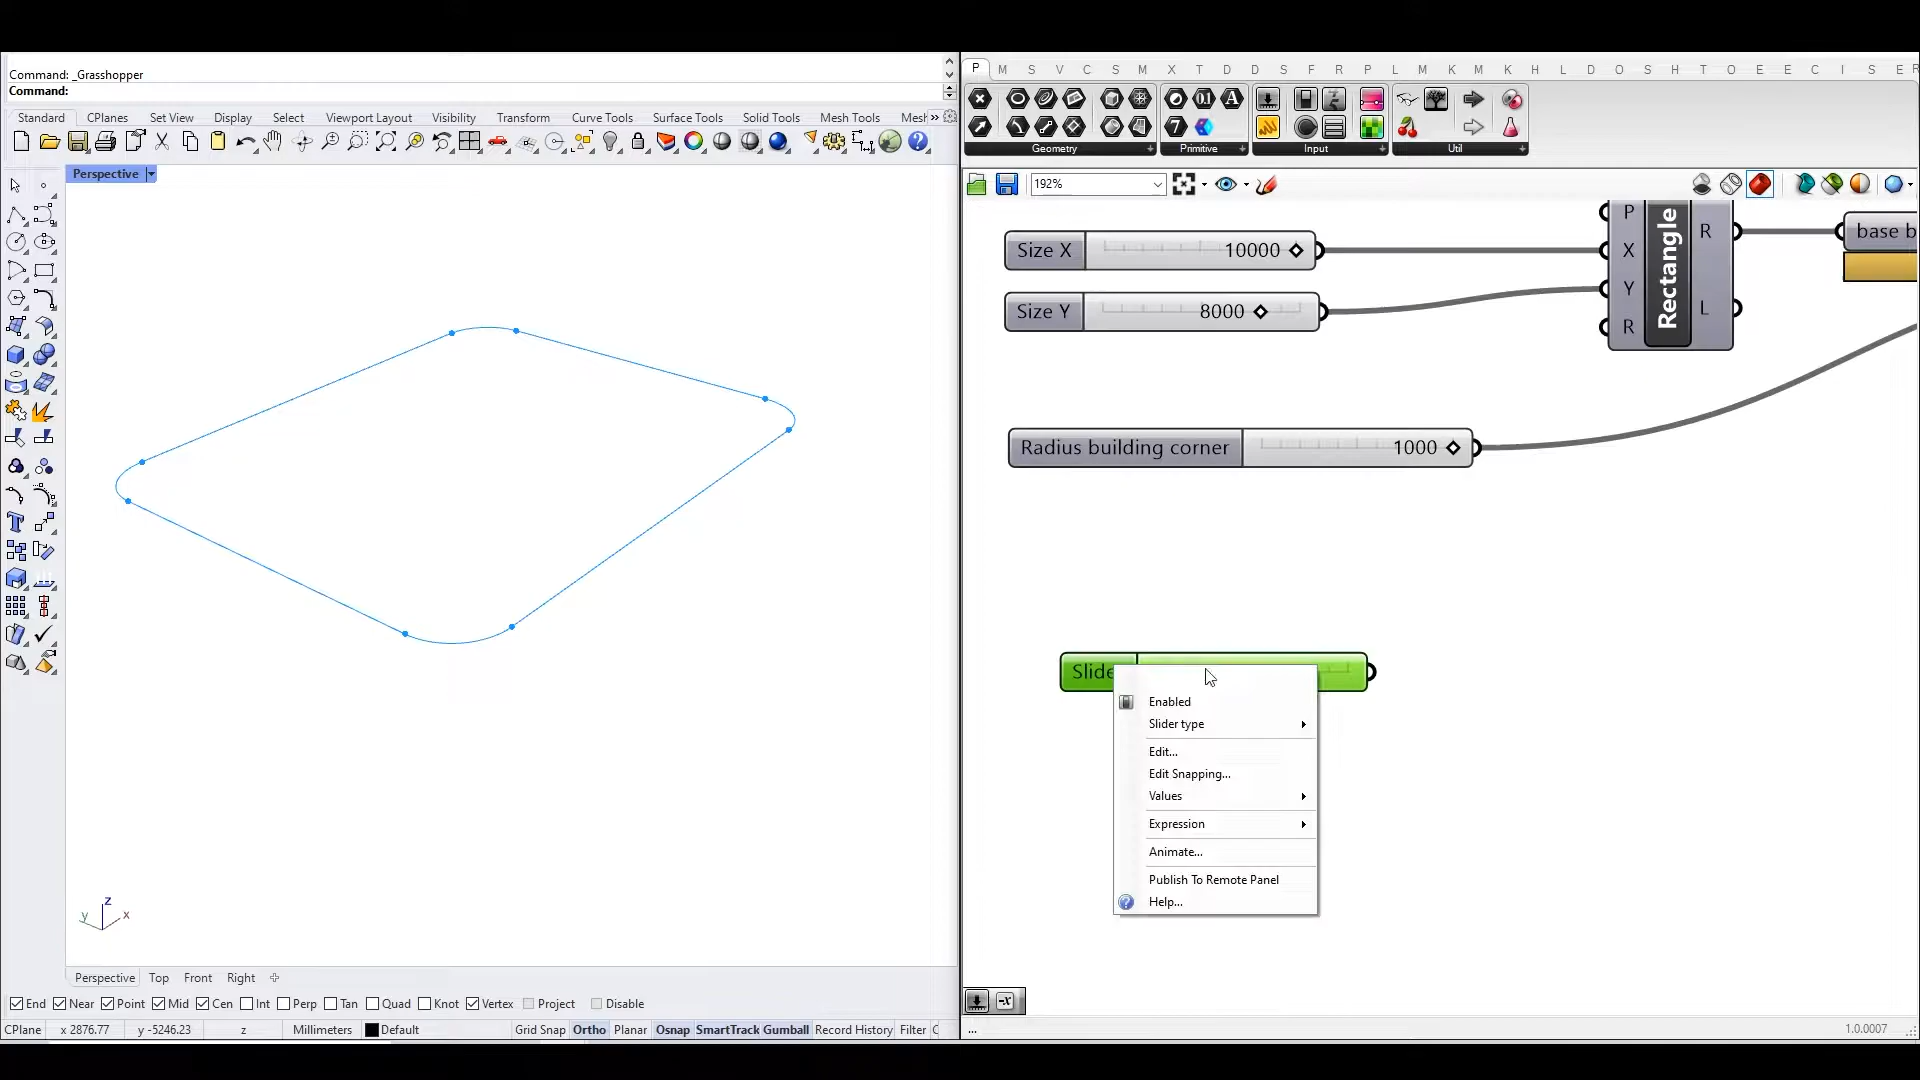 Command: _Grasshopper
Command:
Standard CPlanes Set View Display Select Viewport Layout Visibility Transform Curve Tools Surface Tools Solid Tools Mesh Tools Mesh »
Perspective
P M S V C S M X T D D S F R P L M K M K H L D O S H T O E E C I S E R
Geometry Primitive Input Util
192%
Size X 10000
Size Y 8000
P
X
Y
R
Rectangle
R
L
base b
Radius building corner 1000
Slide
Enabled
Slider type
Edit...
Edit Snapping...
Values
Expression
Animate...
Publish To Remote Panel
Help...
z
y
x
Perspective Top Front Right
End Near Point Mid Cen Int Perp Tan Quad Knot Vertex Project Disable
CPlane x 2876.77 y -5246.23 z Millimeters Default Grid Snap Ortho Planar Osnap SmartTrack Gumball Record History Filter C
...
1.0.0007